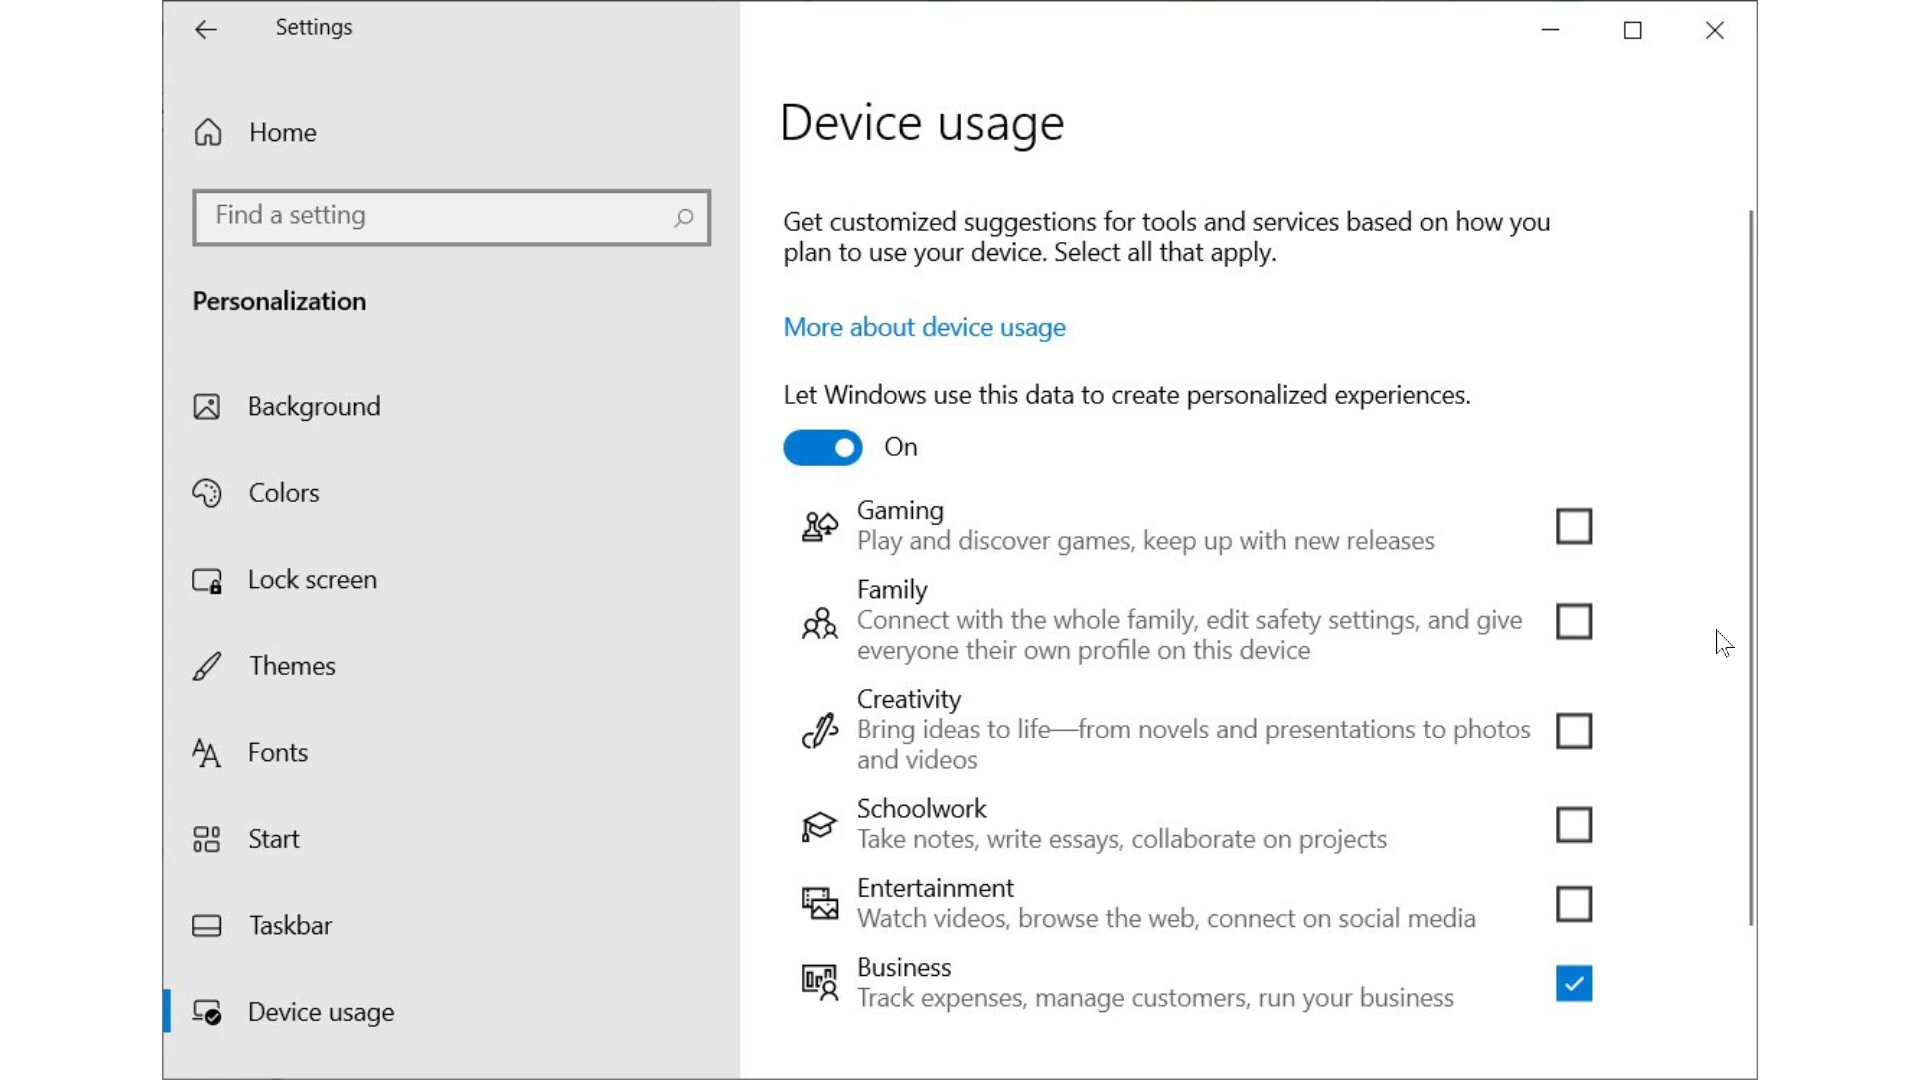 Settings
Home
Find a setting
Personalization
Background
Colors
Lock screen
Themes
Fonts
Start
Taskbar
Device usage
Device usage
Get customized suggestions for tools and services based on how you
plan to use your device. Select all that apply.
More about device usage
Let Windows use this data to create personalized experiences.
On
Gaming
Play and discover games, keep up with new releases
Family
Connect with the whole family, edit safety settings, and give
everyone their own profile on this device
Creativity
Bring ideas to life—from novels and presentations to photos
and videos
Schoolwork
Take notes, write essays, collaborate on projects
Entertainment
Watch videos, browse the web, connect on social media
Business
Track expenses, manage customers, run your business